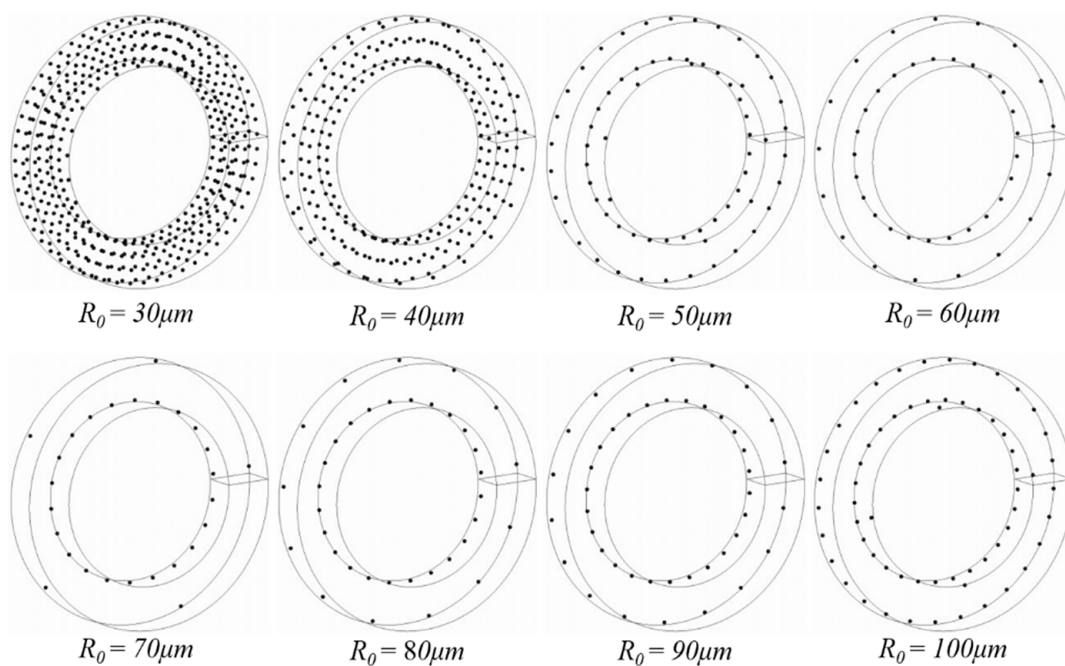 R₀ = 30μm R₀ = 40μm R₀ = 50μm R₀ = 60μm
R₀ = 70μm R₀ = 80μm R₀ = 90μm R₀ = 100μm